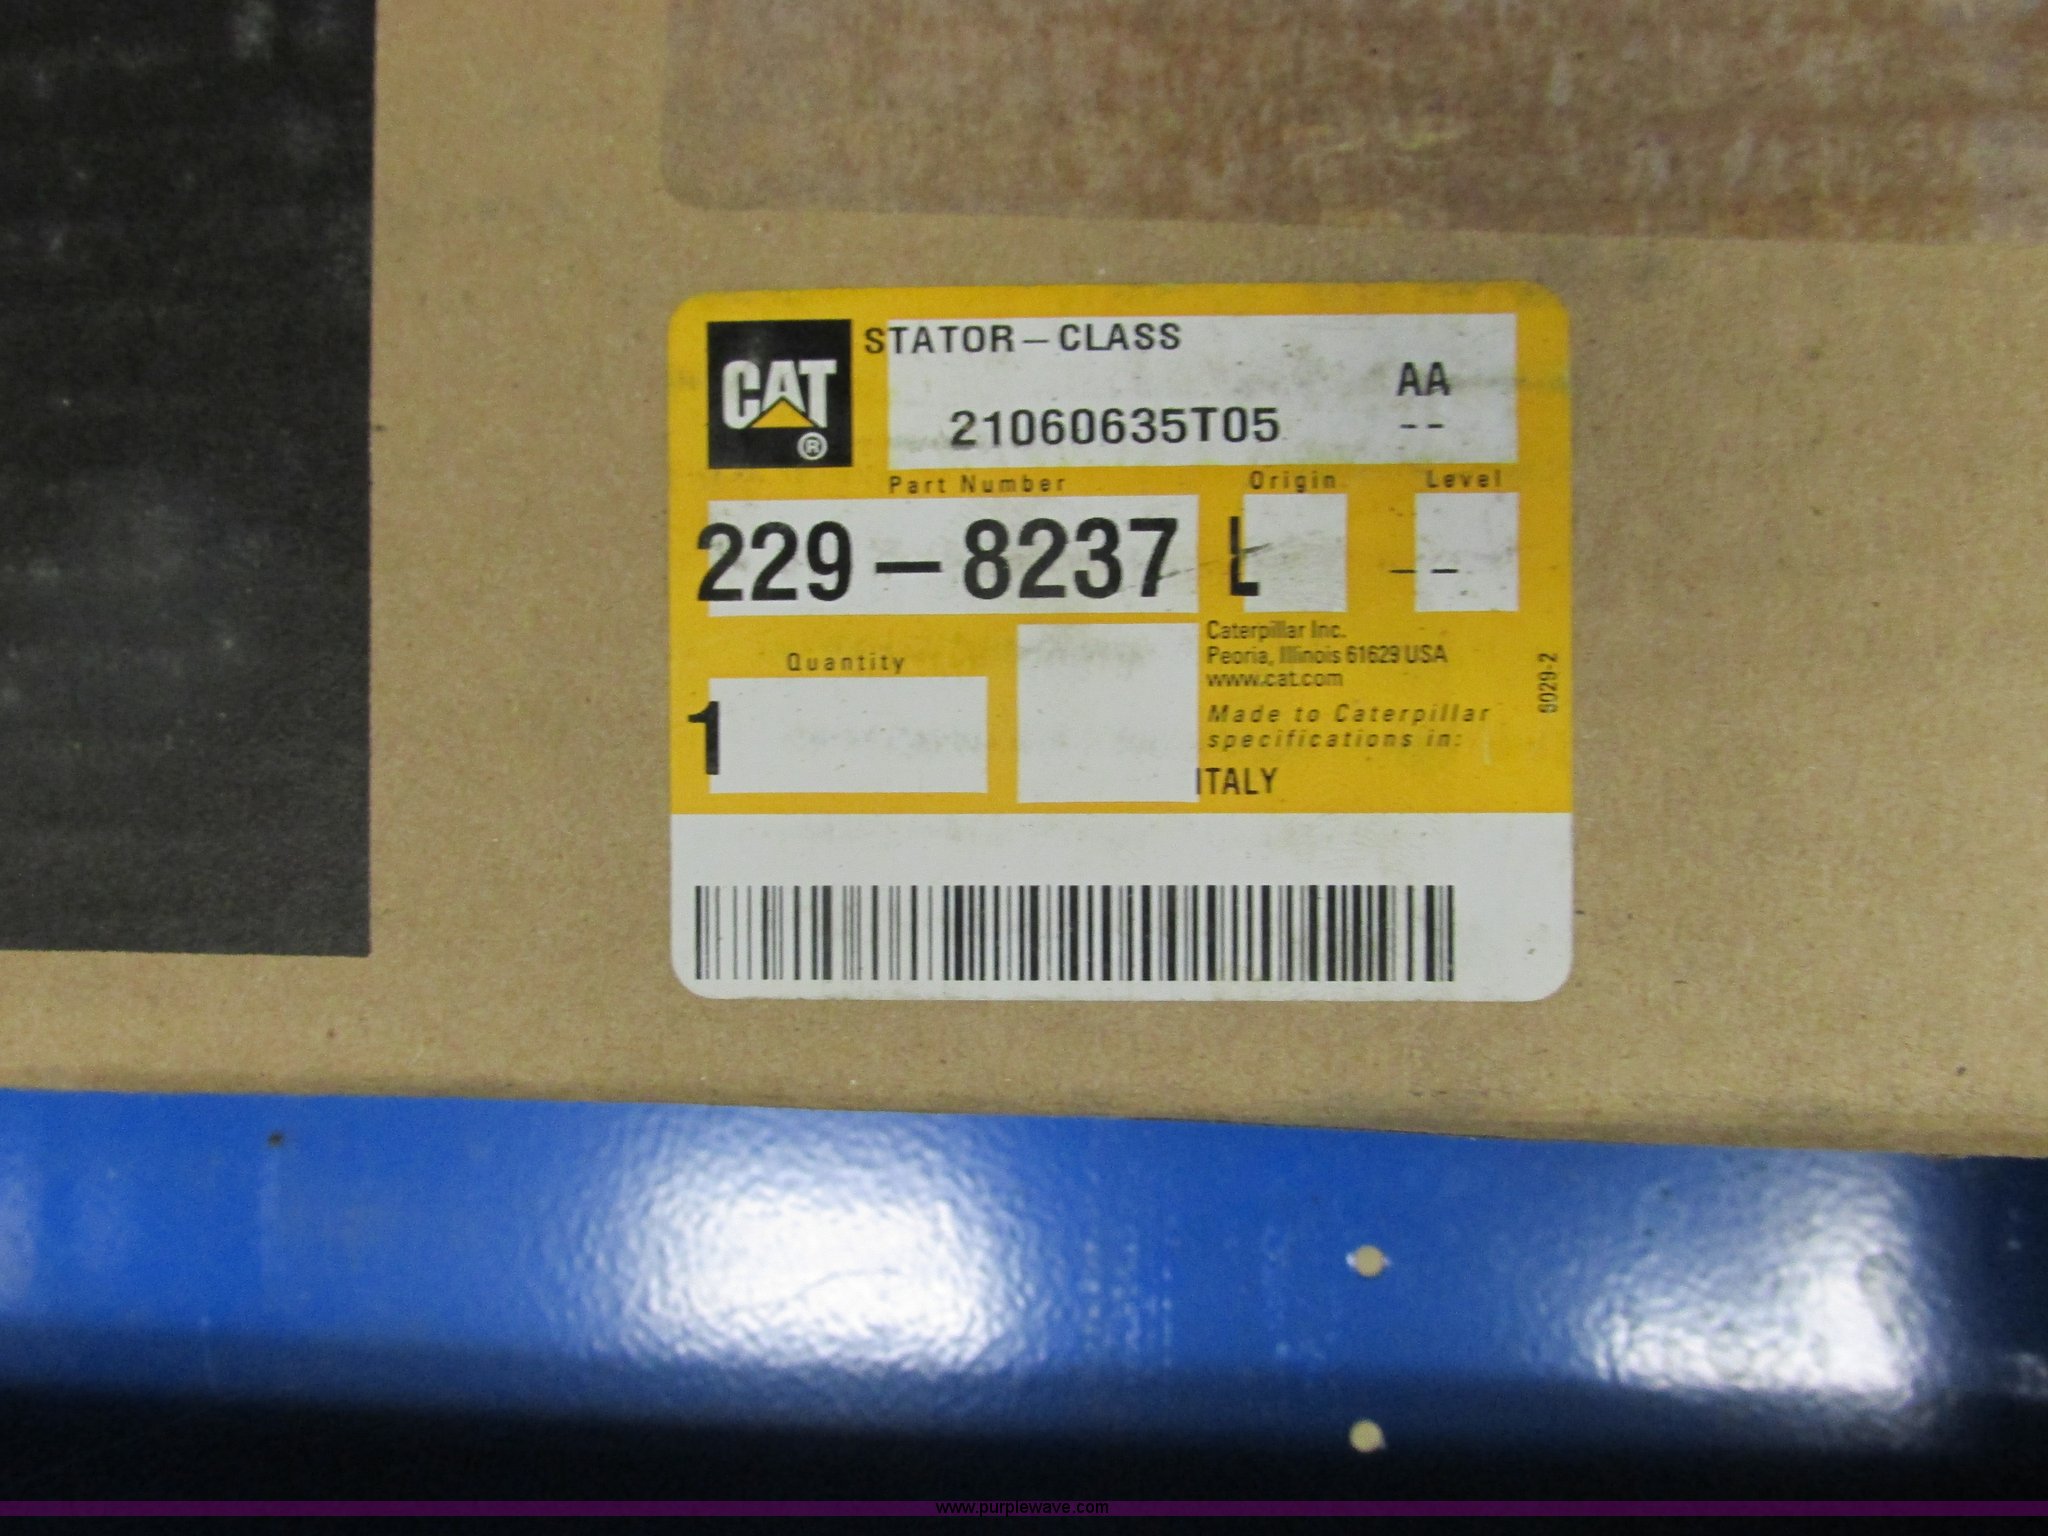 CAT
®
STATOR-CLASS
AA
21060635T05 --
Part Number Origin Level
229-8237 L --
Quantity
1
Caterpillar Inc.
Peoria, Illinois 61629 USA
www.cat.com
Made to Caterpillar
specifications in:
ITALY
6029-2
www.purplewave.com